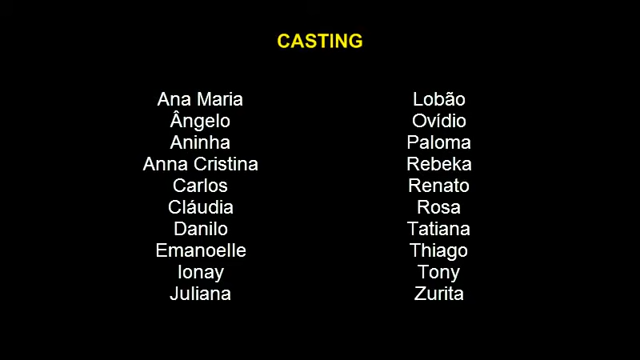 CASTING
Ana Maria
Ângelo
Aninha
Anna Cristina
Carlos
Cláudia
Danilo
Emanoelle
Ionay
Juliana
Lobão
Ovídio
Paloma
Rebeka
Renato
Rosa
Tatiana
Thiago
Tony
Zurita